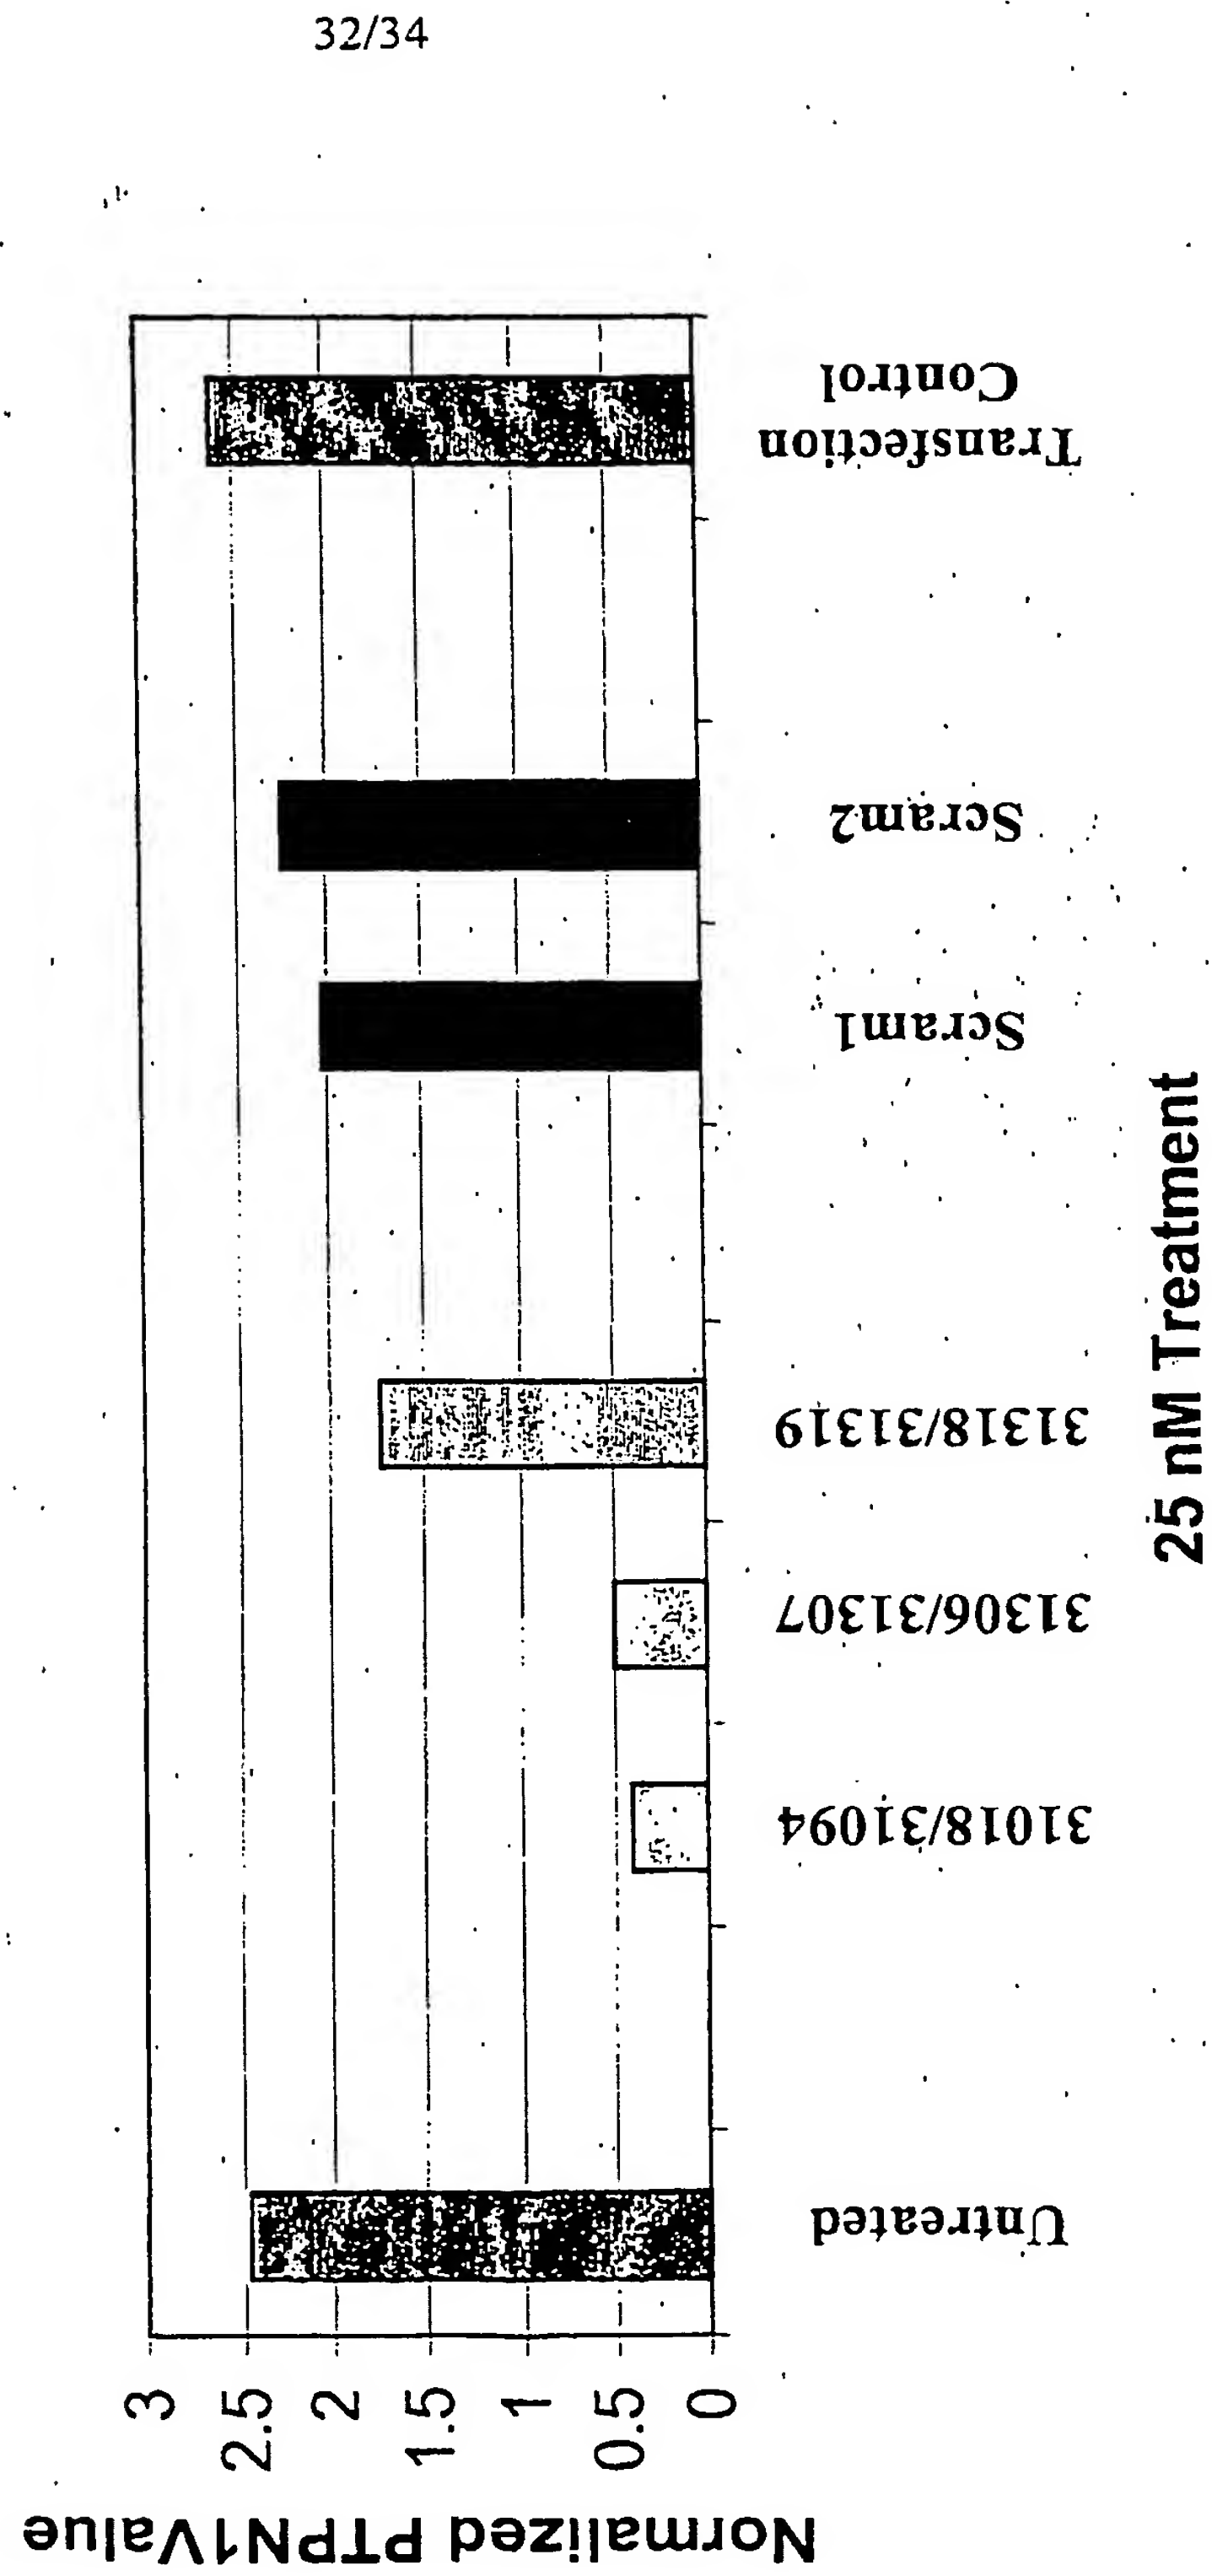 32/34
Normalized PTPN1Value
3
2.5
2
1.5
1
0.5
0
Untreated
31018/31094
31306/31307
31318/31319
Scram1
Scram2
Transfection
Control
25 nM Treatment